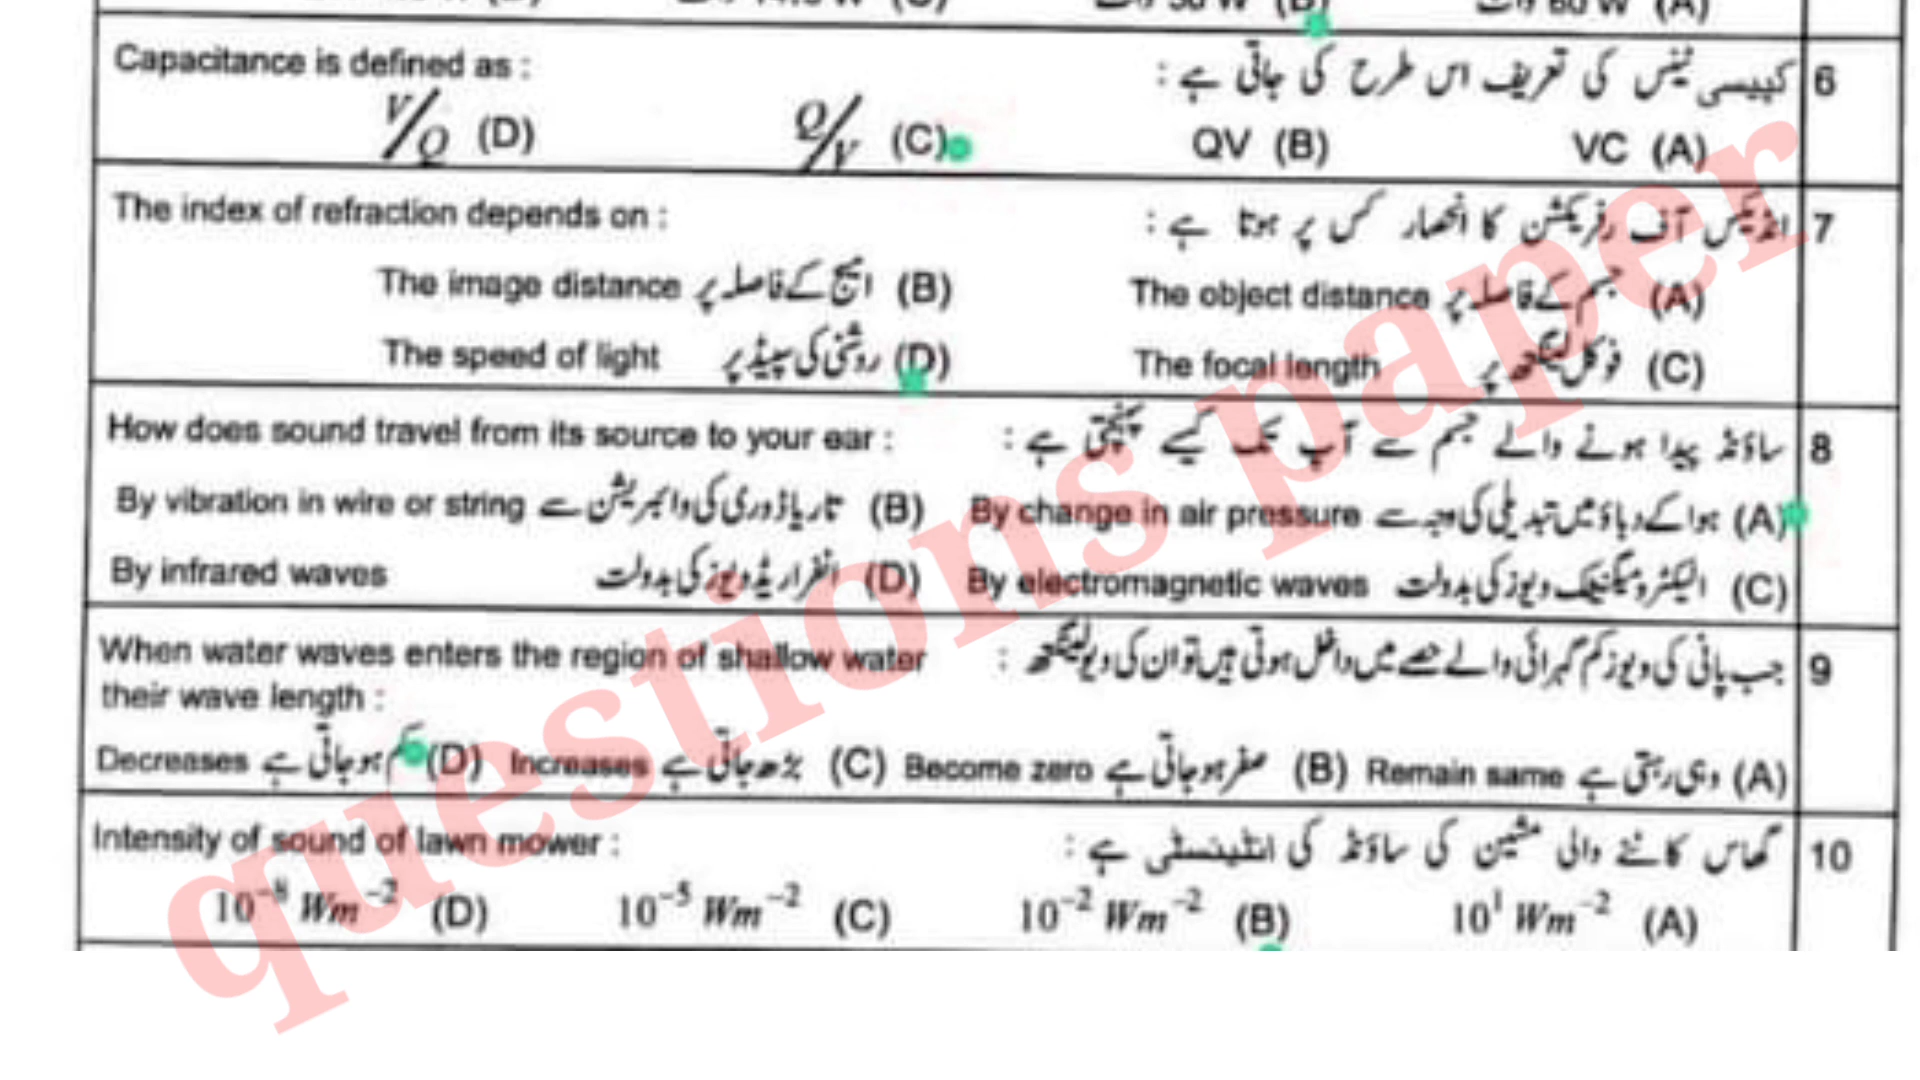 60 W (A)
Capacitance is defined as :
کپیسی ٹینس کی تعریف اس طرح کی جاتی ہے :
6
V/Q (D) Q/V (C) QV (B) VC (A)
The index of refraction depends on :
انڈیکس آف رفریکشن کا انحصار کس پر ہوتا ہے :
7
The image distance امیج کے فاصلہ پر (B) The object distance جسم کے فاصلہ پر (A)
The speed of light روشنی کی سپیڈ پر (D) The focal length فوکل لینگتھ پر (C)
How does sound travel from its source to your ear :
ساؤنڈ پیدا ہونے والے جسم سے آپ تک کیسے پہنچتی ہے :
8
By vibration in wire or string تار یا ڈوری کی وائبریشن سے (B) By change in air pressure ہوا کے دباؤ میں تبدیلی کی وجہ سے (A)
By infrared waves انفراریڈ ویوز کی بدولت (D) By electromagnetic waves الیکٹرومیگنیٹک ویوز کی بدولت (C)
When water waves enters the region of shallow water
their wave length :
جب پانی کی ویوز کم گہرائی والے حصے میں داخل ہوتی ہیں تو ان کی ویولینگتھ :
9
Decreases کم ہو جاتی ہے (D) Increases بڑھ جاتی ہے (C) Become zero صفر ہو جاتی ہے (B) Remain same وہی رہتی ہے (A)
Intensity of sound of lawn mower :
گھاس کاٹنے والی مشین کی ساؤنڈ کی انٹینسٹی ہے :
10
10⁻⁸ Wm⁻² (D) 10⁻⁵ Wm⁻² (C) 10⁻² Wm⁻² (B) 10¹ Wm⁻² (A)
questions paper